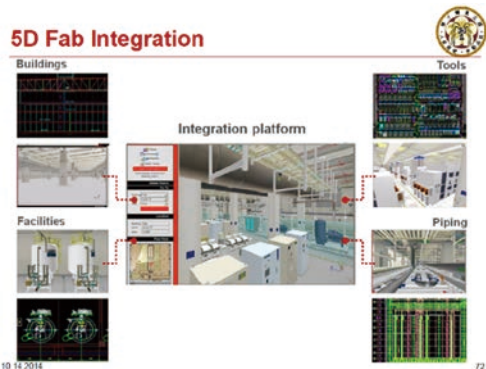 5D Fab Integration
Buildings
Tools
Integration platform
Facilities
Piping
10.14.2014
72